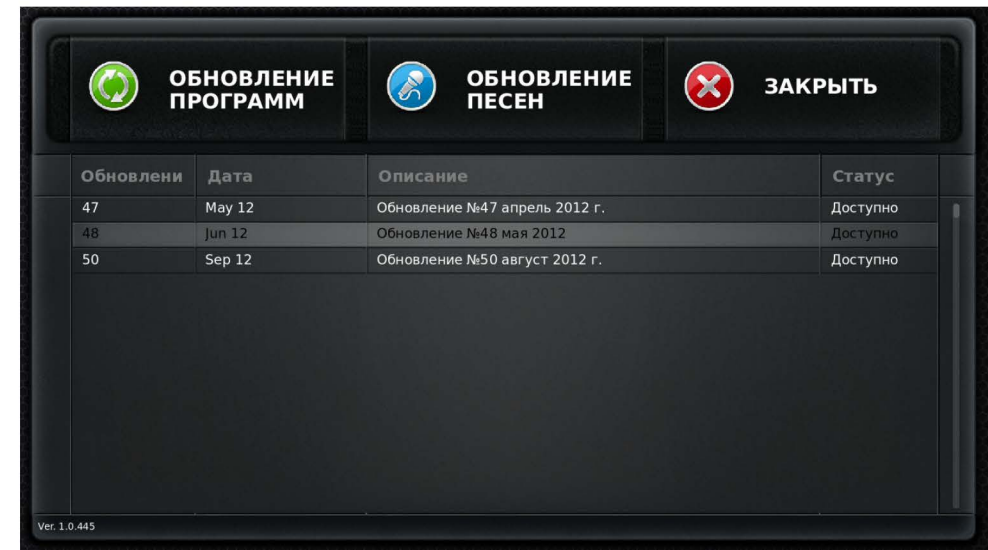 ОБНОВЛЕНИЕ
ПРОГРАММ
ОБНОВЛЕНИЕ
ПЕСЕН
ЗАКРЫТЬ
Обновлени Дата Описание Статус
47 May 12 Обновление №47 апрель 2012 г. Доступно
48 Jun 12 Обновление №48 мая 2012 Доступно
50 Sep 12 Обновление №50 август 2012 г. Доступно
Ver. 1.0.445